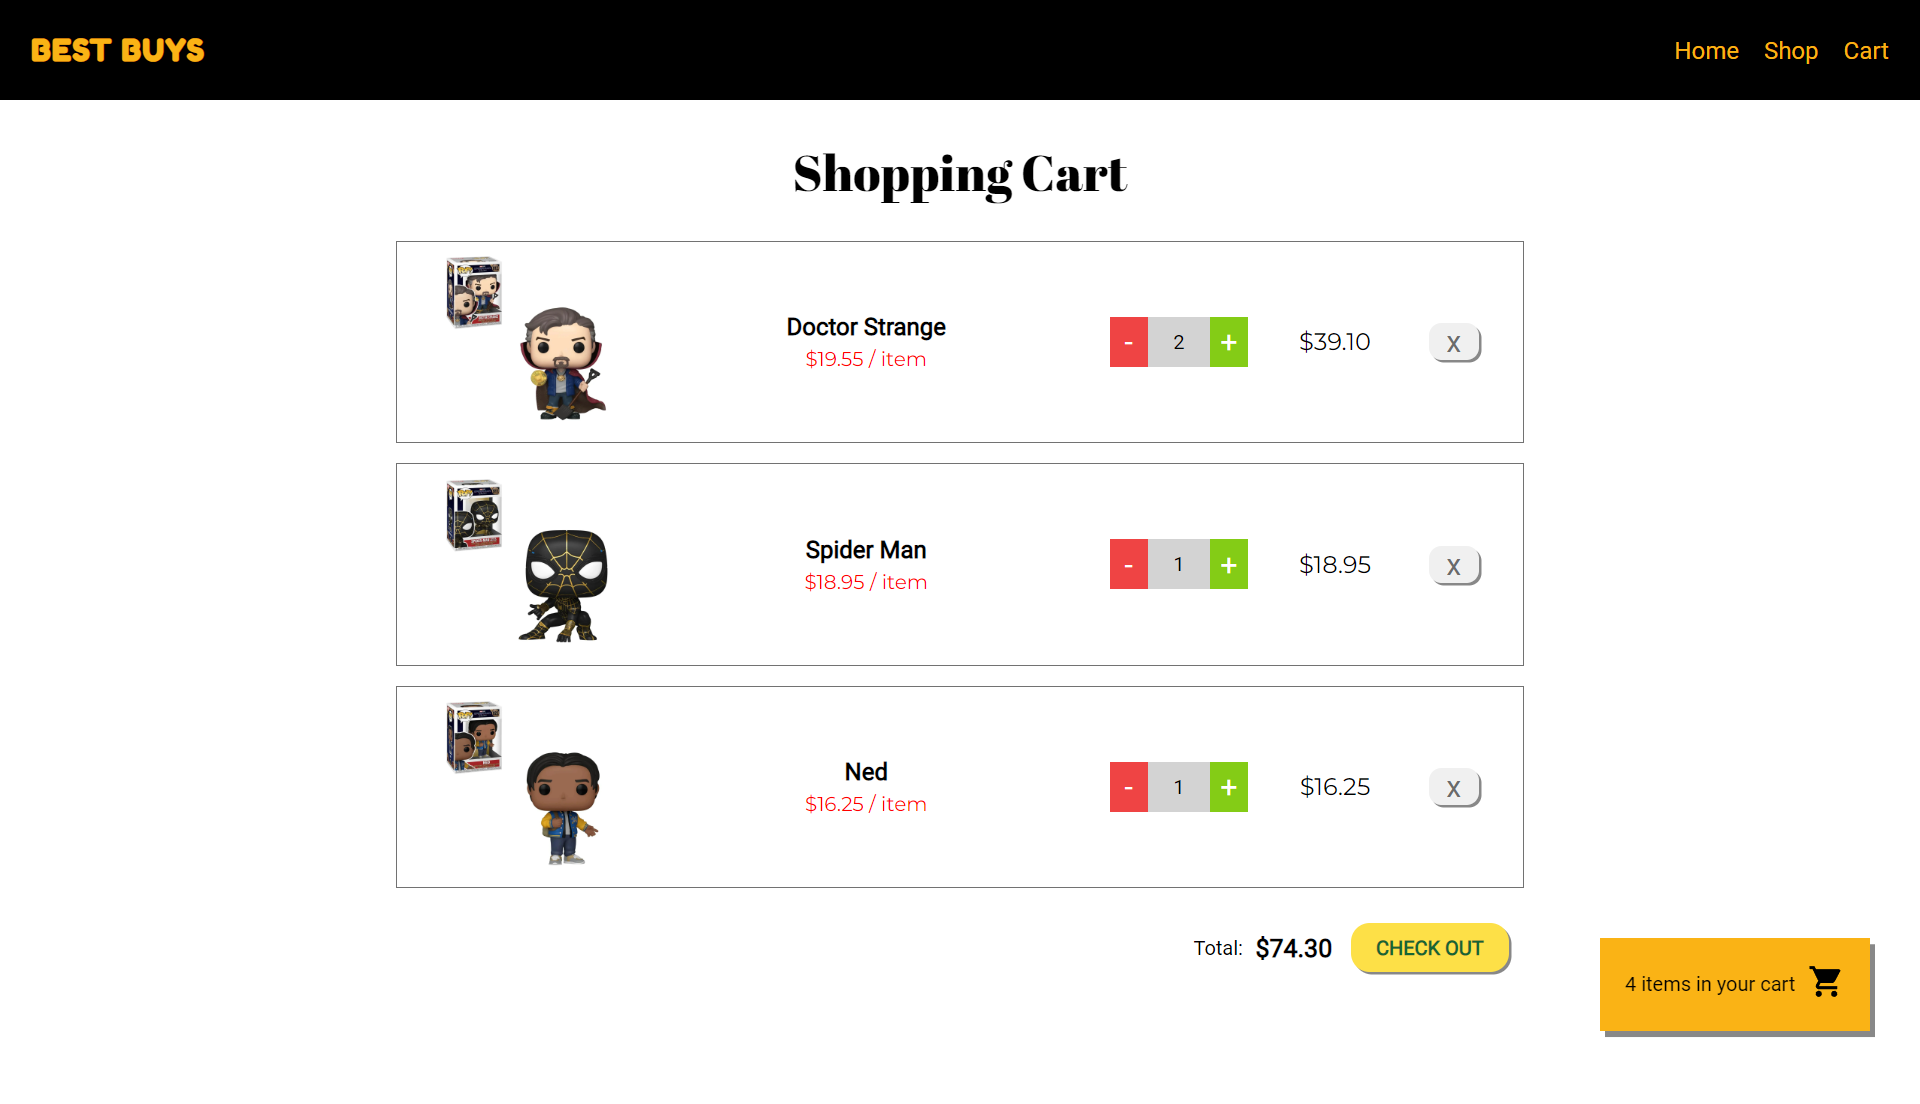 BEST BUYS
Home Shop Cart
Shopping Cart
Doctor Strange
$19.55 / item
- 2 + $39.10 X
Spider Man
$18.95 / item
- 1 + $18.95 X
Ned
$16.25 / item
- 1 + $16.25 X
Total: $74.30 CHECK OUT
4 items in your cart